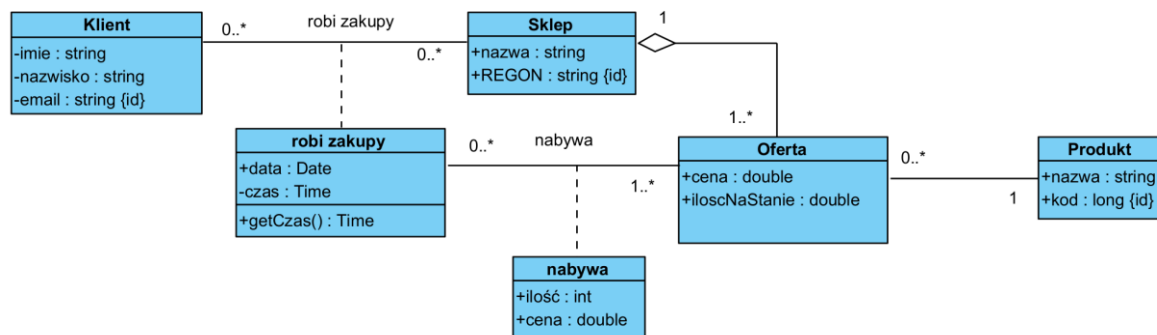 Klient
-imie : string
-nazwisko : string
-email : string {id}
0..*
robi zakupy
0..*
Sklep
+nazwa : string
+REGON : string {id}
1
robi zakupy
+data : Date
-czas : Time
+getCzas() : Time
0..*
nabywa
1..*
1..*
Oferta
+cena : double
+iloscNaStanie : double
0..*
1
Produkt
+nazwa : string
+kod : long {id}
nabywa
+ilość : int
+cena : double